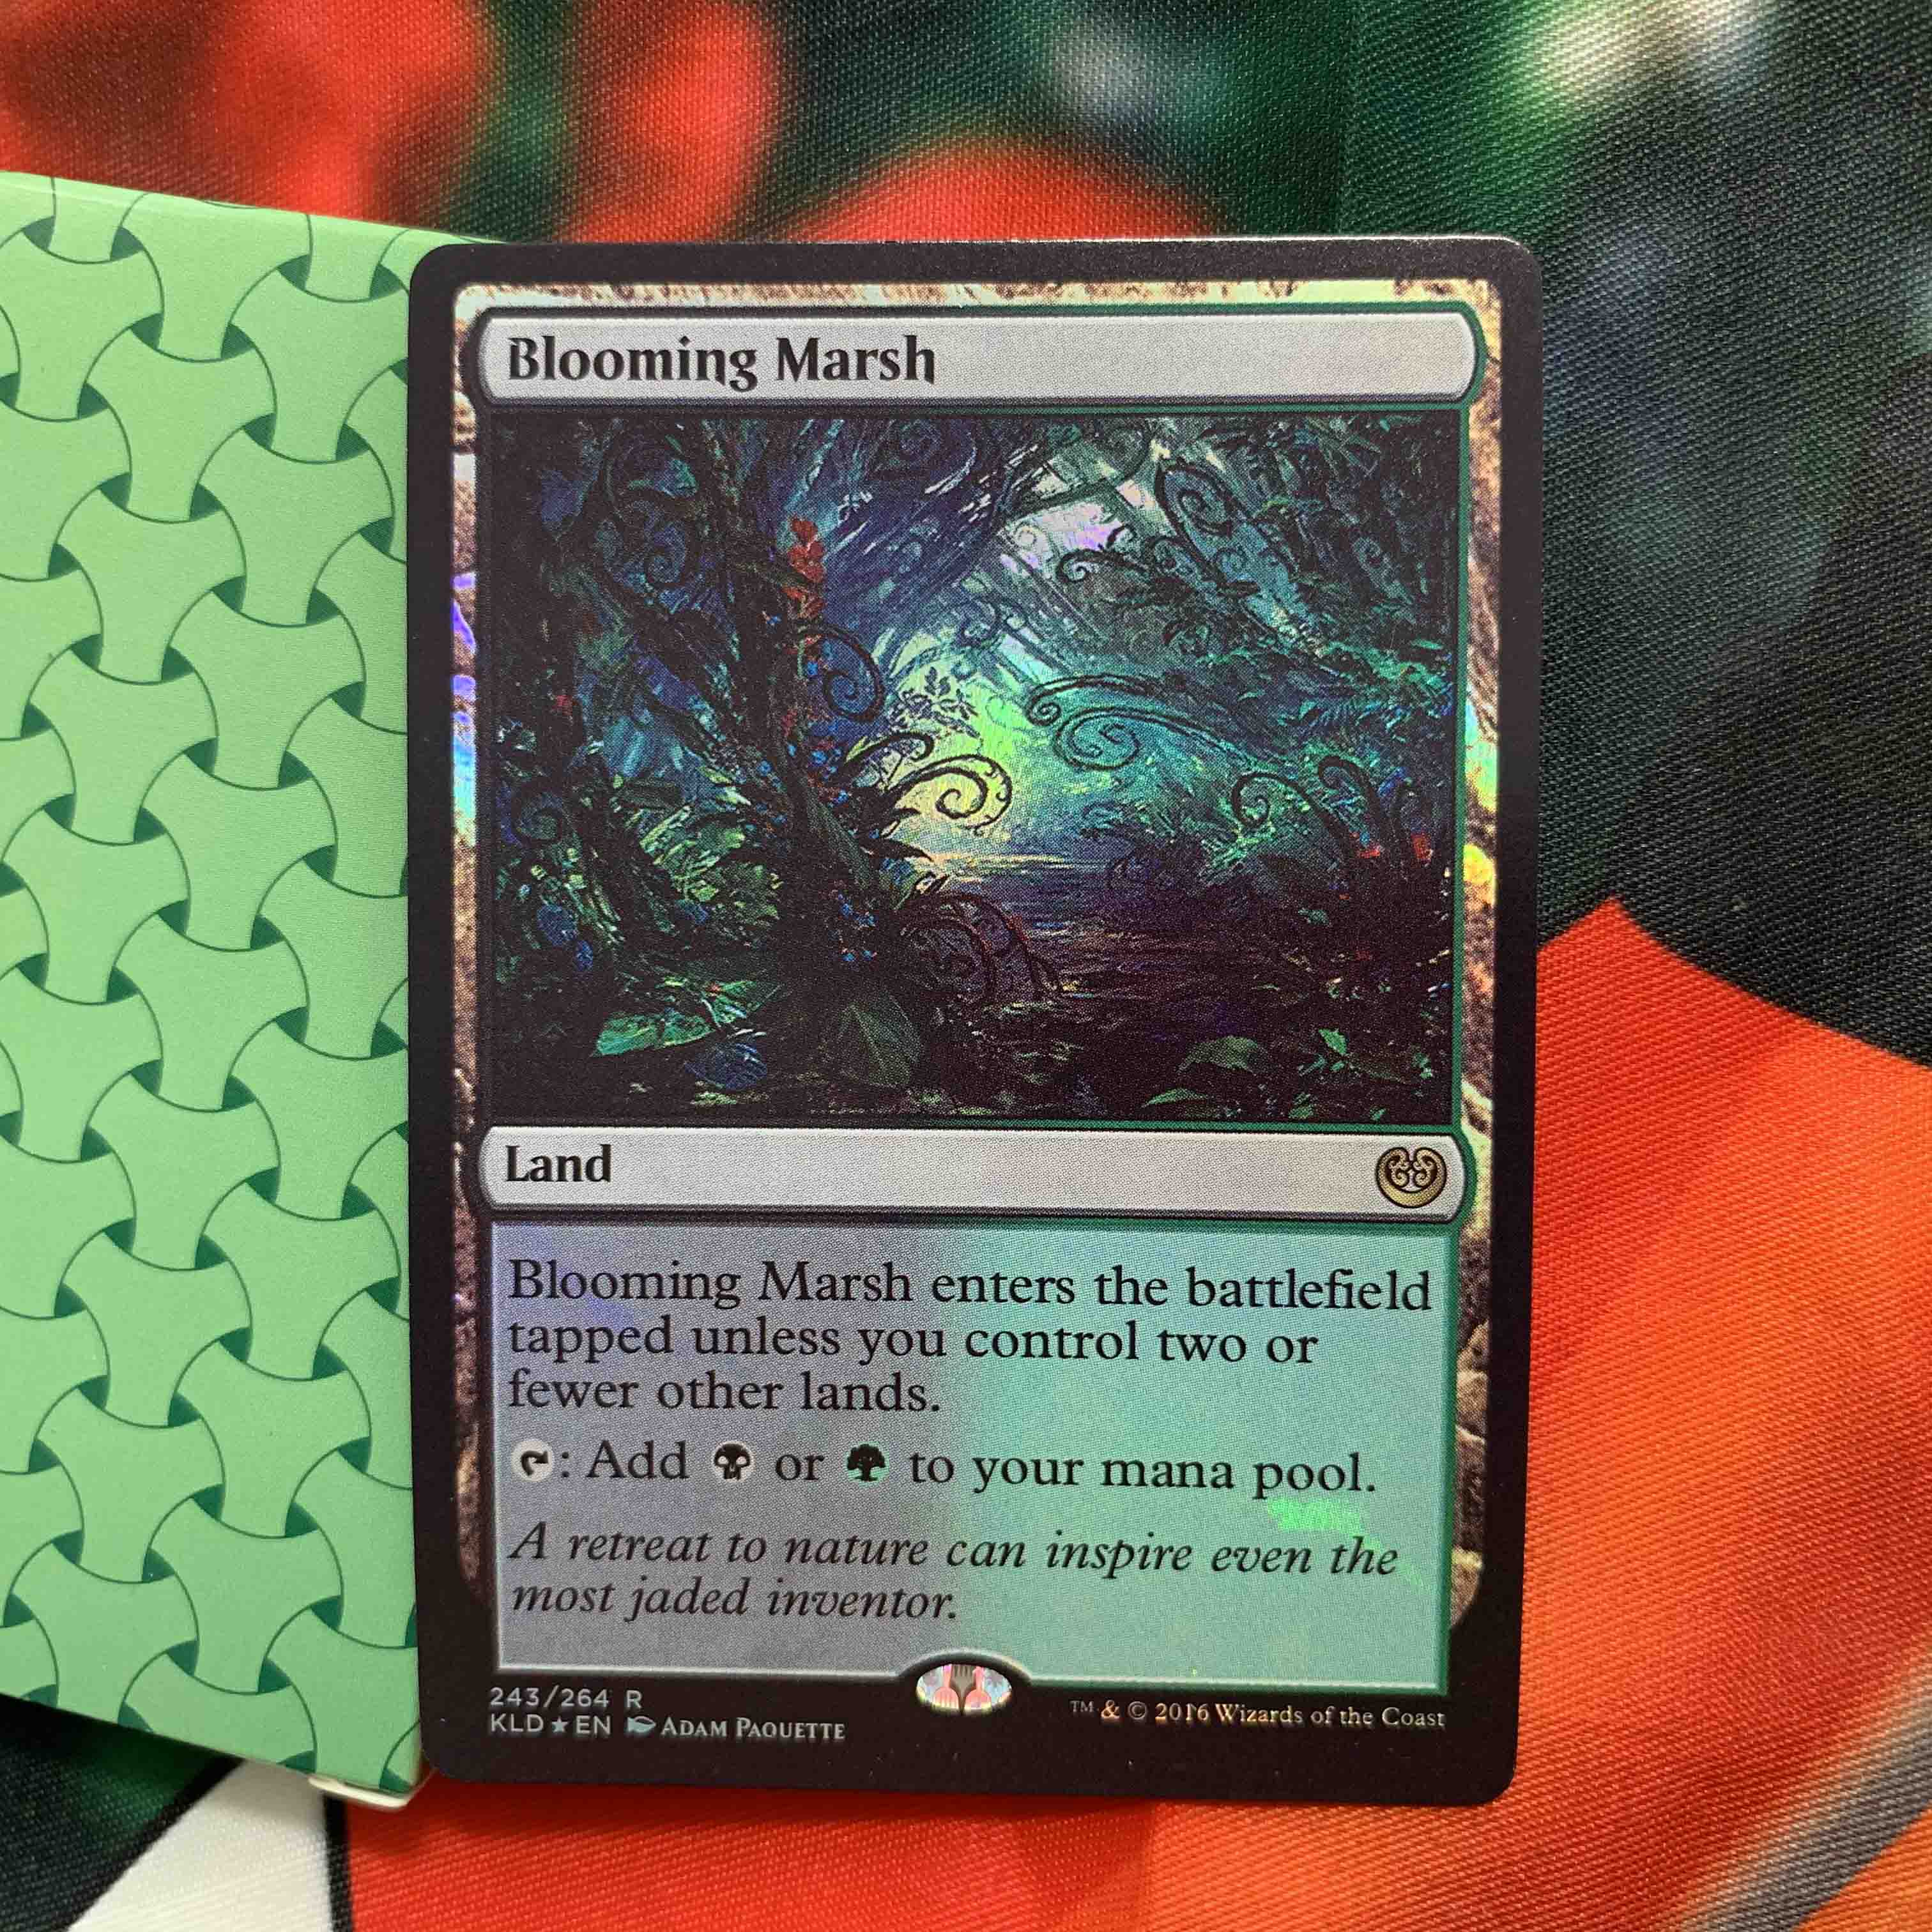 Blooming Marsh
Land
Blooming Marsh enters the battlefield
tapped unless you control two or
fewer other lands.
: Add or to your mana pool.
A retreat to nature can inspire even the
most jaded inventor.
243/264 R
KLD★EN ADAM PAQUETTE
™ & © 2016 Wizards of the Coast